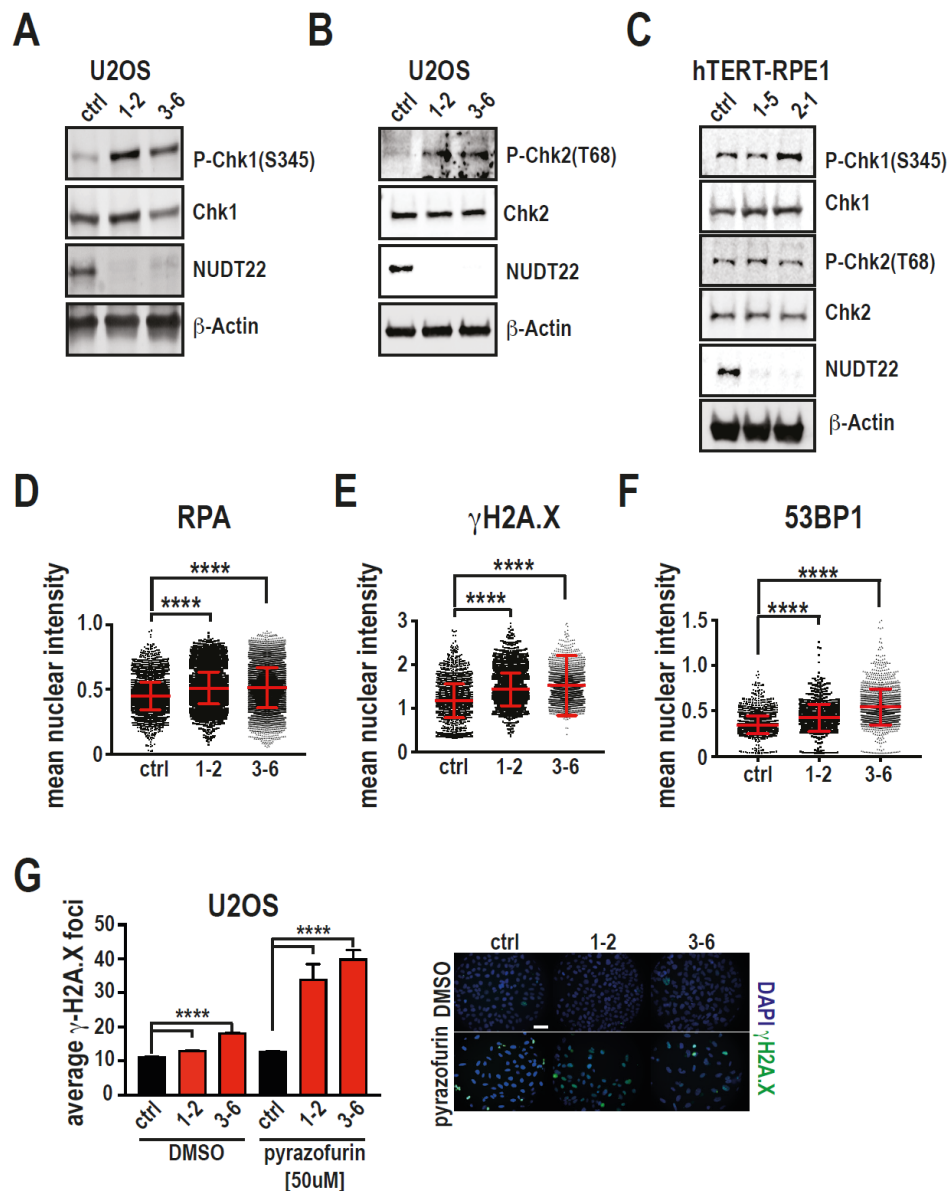 A
U2OS
ctrl 1-2 3-6
P-Chk1(S345)
Chk1
NUDT22
β-Actin
B
U2OS
ctrl 1-2 3-6
P-Chk2(T68)
Chk2
NUDT22
β-Actin
C
hTERT-RPE1
ctrl 1-5 2-1
P-Chk1(S345)
Chk1
P-Chk2(T68)
Chk2
NUDT22
β-Actin
D
RPA
mean nuclear intensity
****
****
1.0
0.5
0
ctrl 1-2 3-6
E
γH2A.X
mean nuclear intensity
****
****
3
2
1
0
ctrl 1-2 3-6
F
53BP1
mean nuclear intensity
****
****
1.5
1.0
0.5
0
ctrl 1-2 3-6
G
U2OS
average γ-H2A.X foci
50
40
30
20
10
0
****
****
ctrl 1-2 3-6 ctrl 1-2 3-6
DMSO pyrazofurin
[50uM]
ctrl 1-2 3-6
DMSO
pyrazofurin
DAPI γH2A.X